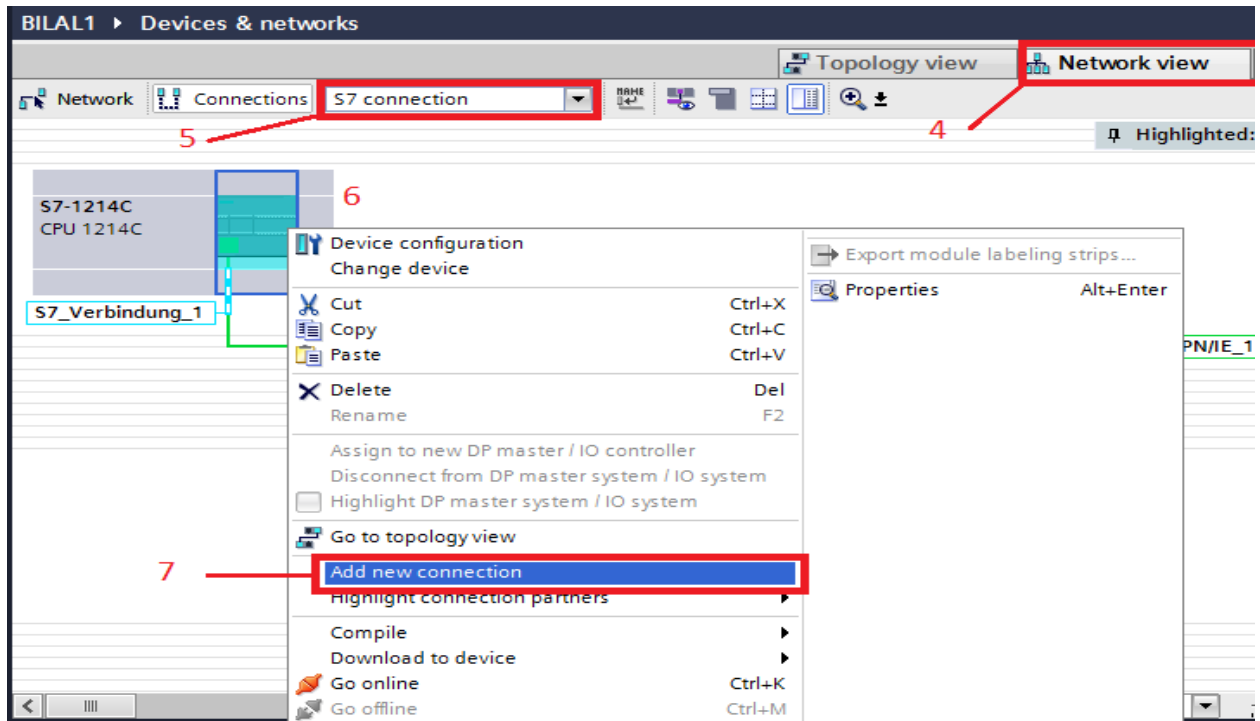 BILAL1 ▸ Devices & networks
Topology view Network view
Network Connections S7 connection
5 4
Highlighted:
S7-1214C 6
CPU 1214C
S7_Verbindung_1
PN/IE_1
Device configuration
Change device
Cut Ctrl+X
Copy Ctrl+C
Paste Ctrl+V
Delete Del
Rename F2
Assign to new DP master / IO controller
Disconnect from DP master system / IO system
Highlight DP master system / IO system
Go to topology view
7 Add new connection
Highlight connection partners
Compile
Download to device
Go online Ctrl+K
Go offline Ctrl+M
Export module labeling strips...
Properties Alt+Enter